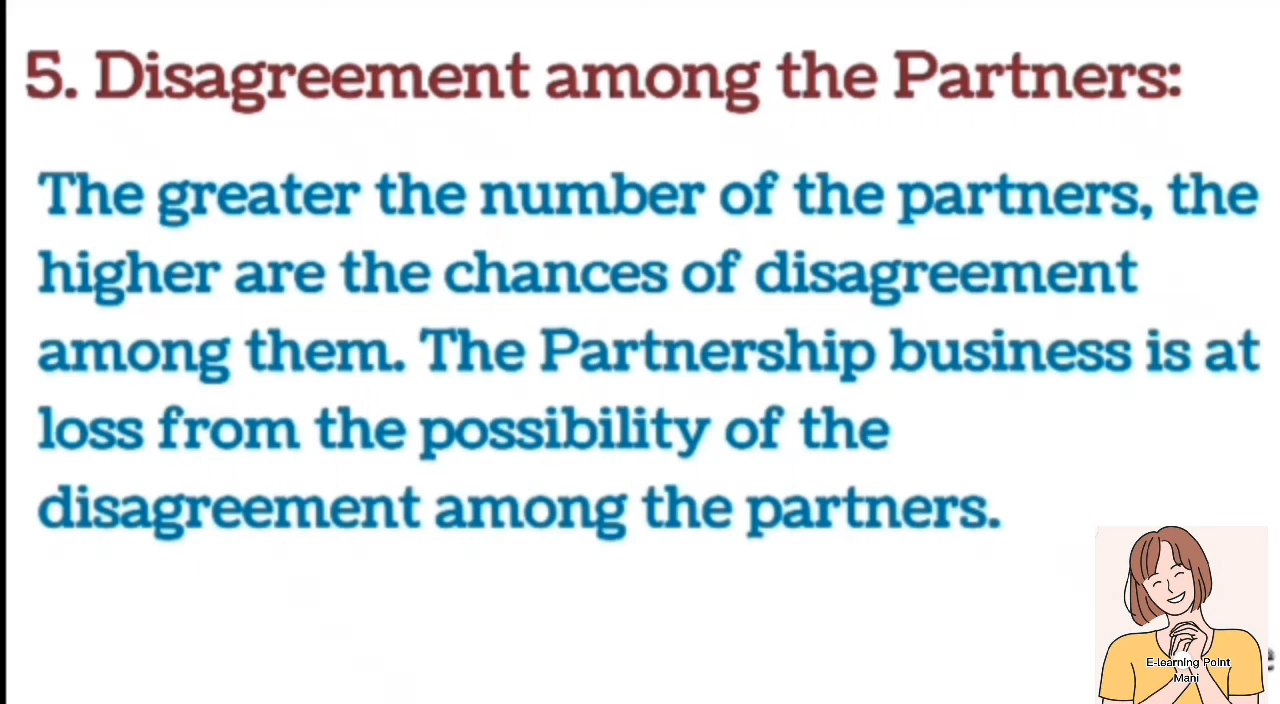 5. Disagreement among the Partners:
The greater the number of the partners, the
higher are the chances of disagreement
among them. The Partnership business is at
loss from the possibility of the
disagreement among the partners.
E-learning Point
Mani